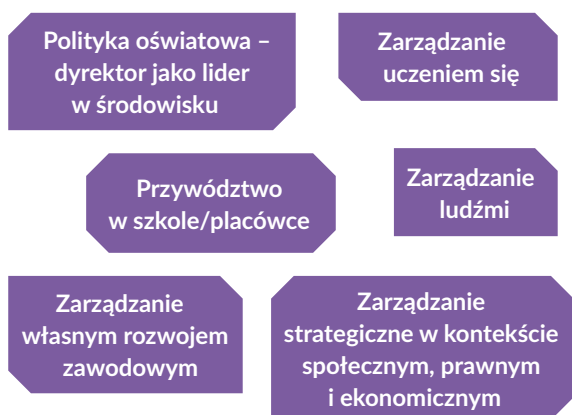 Polityka oświatowa –
dyrektor jako lider
w środowisku
Zarządzanie
uczeniem się
Przywództwo
w szkole/placówce
Zarządzanie
ludźmi
Zarządzanie
własnym rozwojem
zawodowym
Zarządzanie
strategiczne w kontekście
społecznym, prawnym
i ekonomicznym